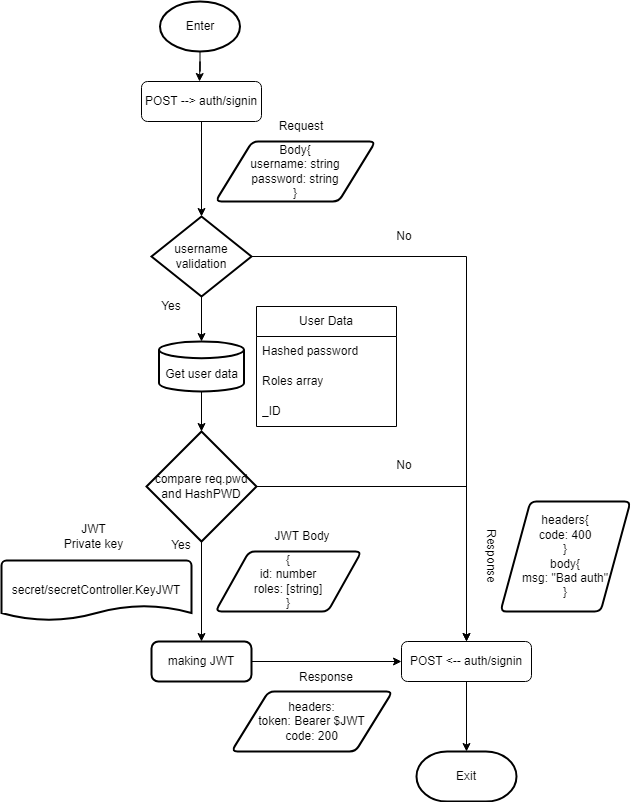 Enter
POST --> auth/signin
Request
Body{
username: string
password: string
}
username
validation
No
Yes
User Data
Hashed password
Roles array
_ID
Get user data
compare req.pwd
and HashPWD
No
Yes
JWT
Private key
secret/secretController.KeyJWT
JWT Body
{
id: number
roles: [string]
}
Response
headers{
code: 400
}
body{
msg: "Bad auth"
}
making JWT
Response
headers:
token: Bearer $JWT
code: 200
POST <-- auth/signin
Exit